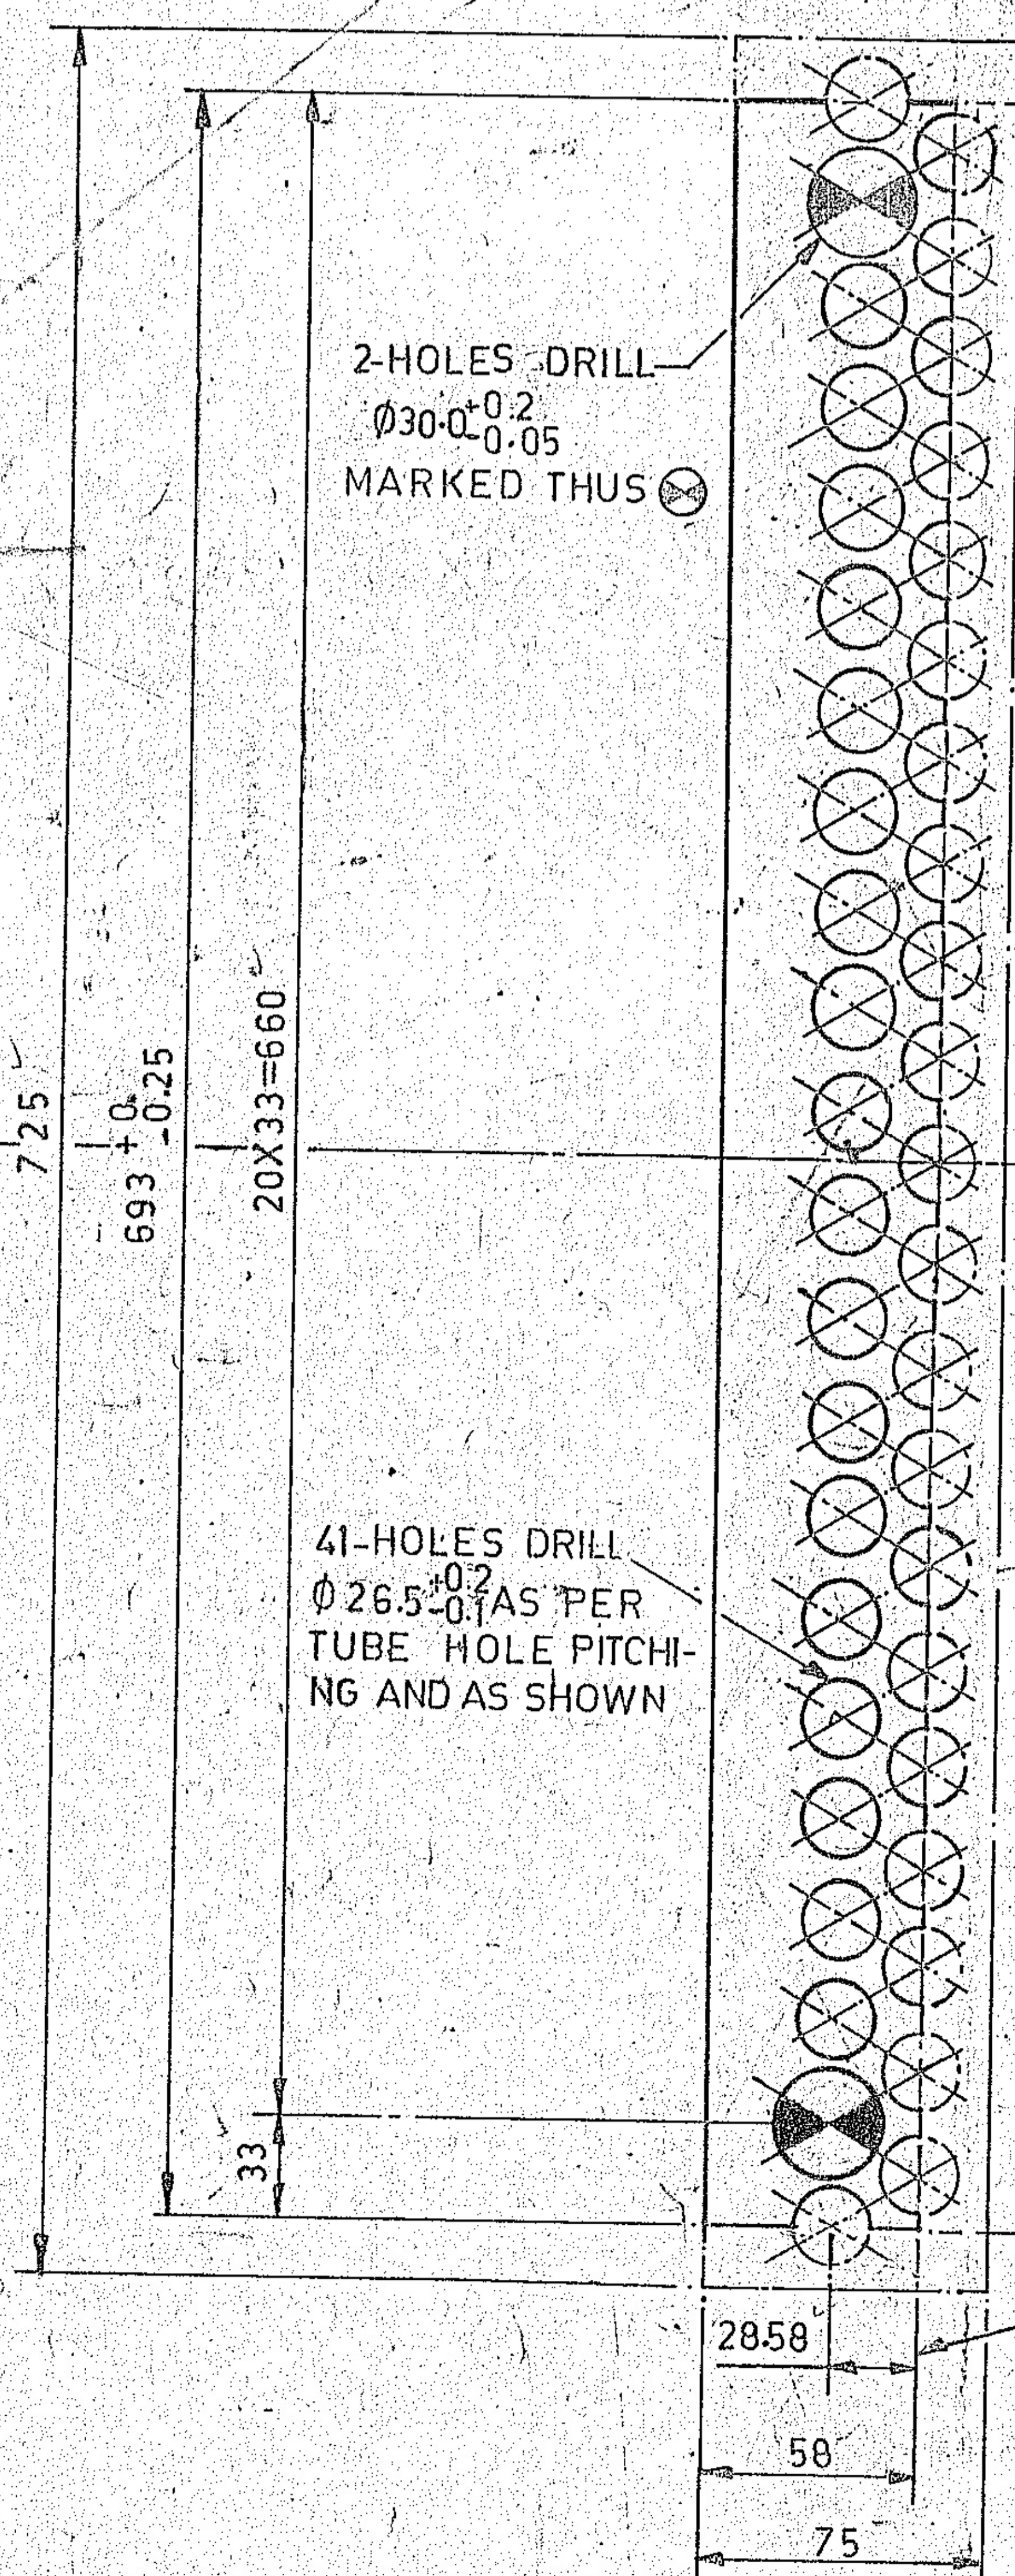 2-HOLES DRILL
Ø30.0 +0.2 -0.05
MARKED THUS
725
693 +0 -0.25
20X33=660
41-HOLES DRILL
Ø26.5 +0.2 -0.1 AS PER
TUBE HOLE PITCHI-
NG AND AS SHOWN
33
28.58
58
75